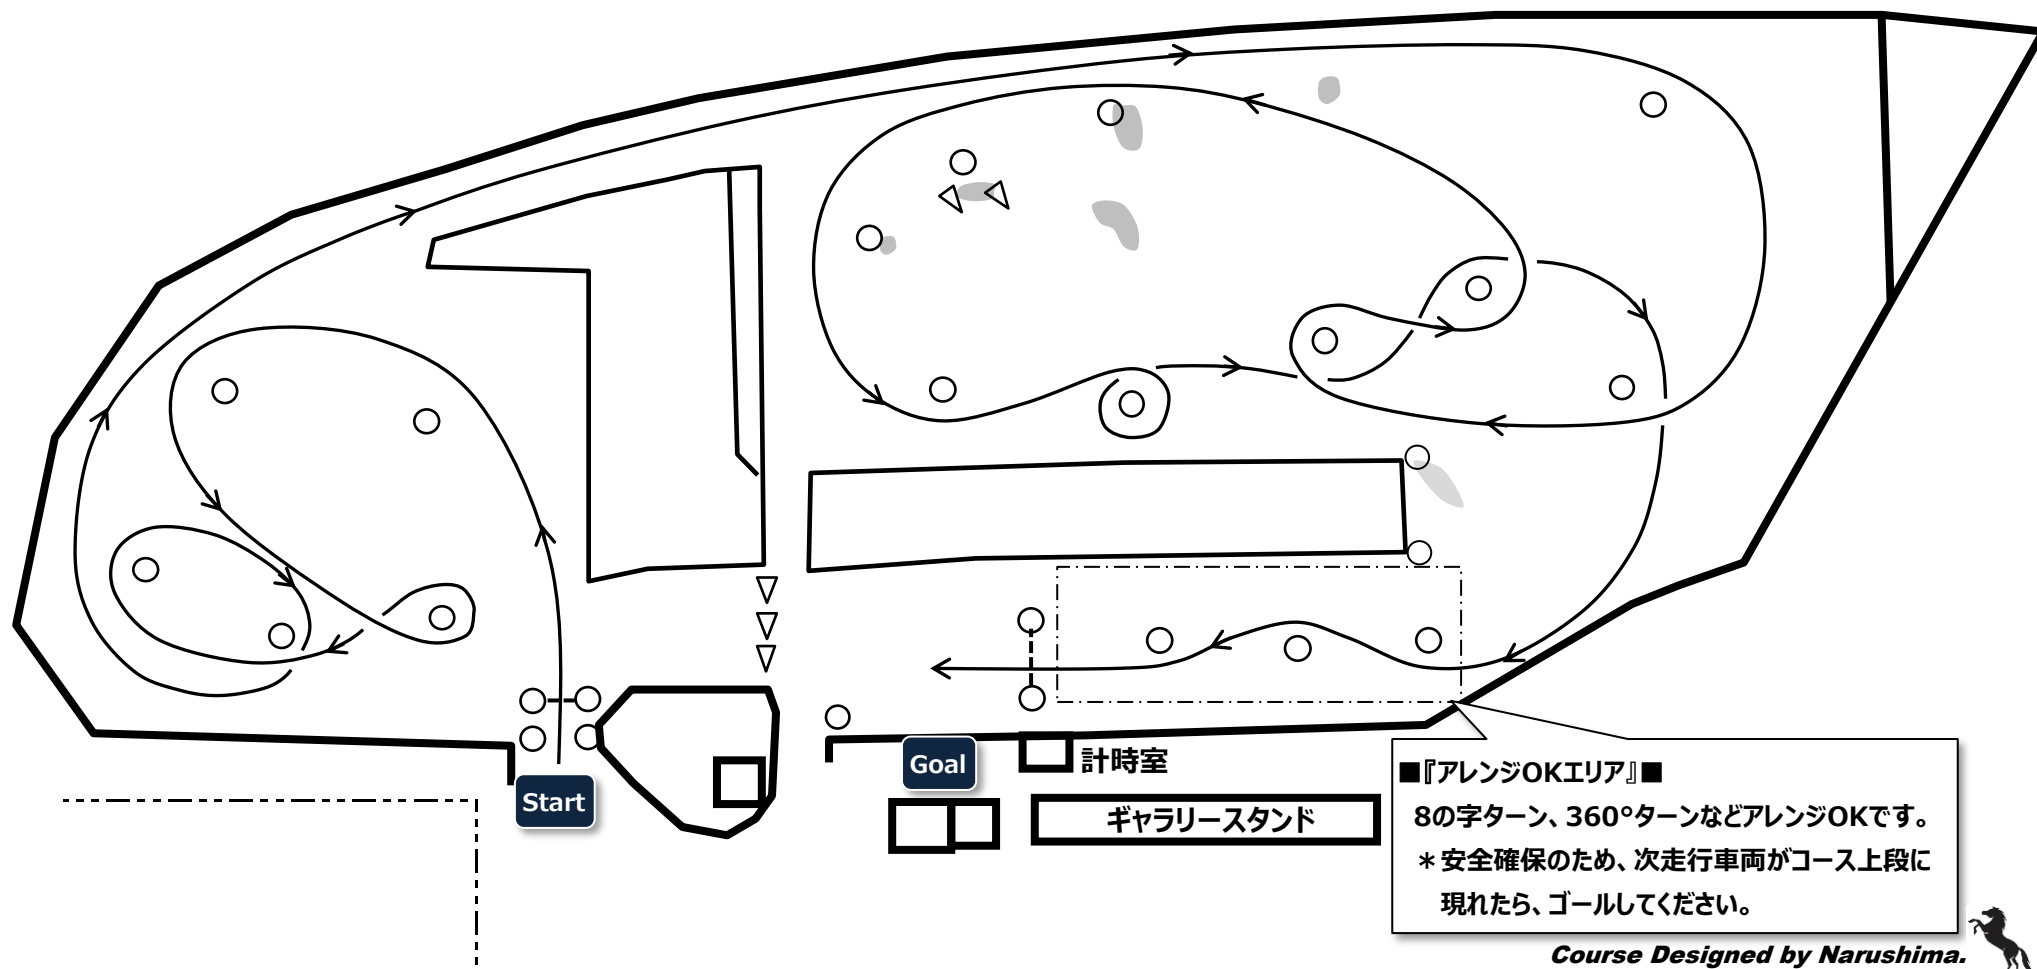 Start
Goal
計時室
ギャラリースタンド
■『アレンジOKエリア』■
8の字ターン、360°ターンなどアレンジOKです。
＊安全確保のため、次走行車両がコース上段に
現れたら、ゴールしてください。
Course Designed by Narushima.